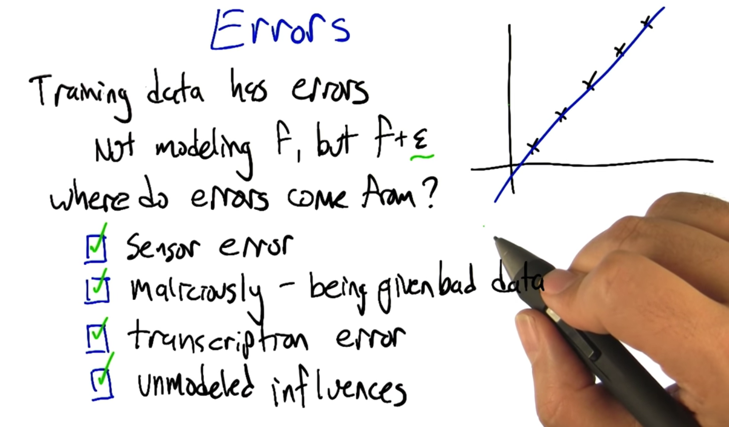 Errors
Training data has errors
Not modeling f, but f+ε
where do errors come from?
sensor error
maliciously - being given bad data
transcription error
unmodeled influences